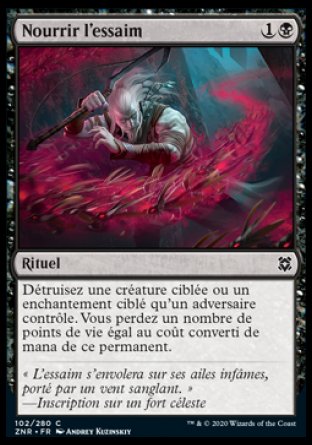 Nourrir l'essaim 1
Rituel
Détruisez une créature ciblée ou un
enchantement ciblé qu'un adversaire
contrôle. Vous perdez un nombre de
points de vie égal au coût converti de
mana de ce permanent.
« L'essaim s'envolera sur ses ailes infâmes,
porté par un vent sanglant. »
—Inscription sur un fort céleste
102/280 C
ZNR • FR Andrey Kuzinskiy
™ & © 2020 Wizards of the Coast